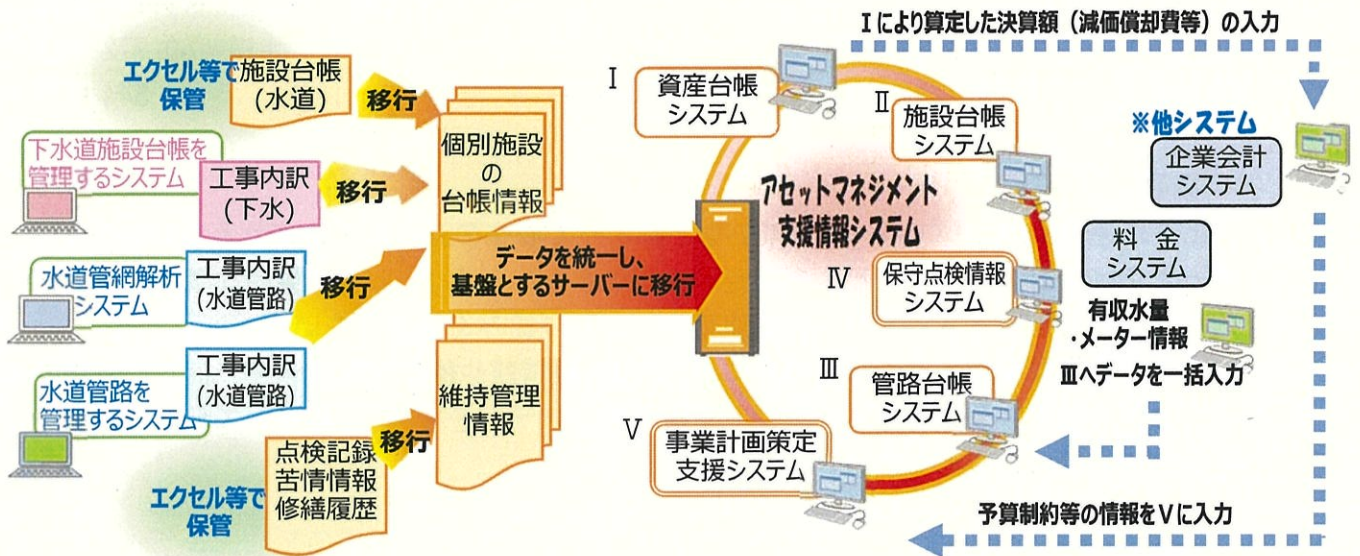 エクセル等で
保管
施設台帳
(水道)
移行
下水道施設台帳を
管理するシステム
工事内訳
(下水)
移行
水道管網解析
システム
工事内訳
(水道管路)
移行
水道管路を
管理するシステム
工事内訳
(水道管路)
エクセル等で
保管
点検記録
苦情情報
修繕履歴
移行
個別施設
の
台帳情報
データを統一し、
基盤とするサーバーに移行
維持管理
情報
Ⅰにより算定した決算額（減価償却費等）の入力
Ⅰ
資産台帳
システム
Ⅱ
施設台帳
システム
アセットマネジメント
支援情報システム
Ⅳ
保守点検情報
システム
Ⅲ
管路台帳
システム
Ⅴ
事業計画策定
支援システム
※他システム
企業会計
システム
料 金
システム
有収水量
・メーター情報
Ⅲへデータを一括入力
予算制約等の情報をⅤに入力